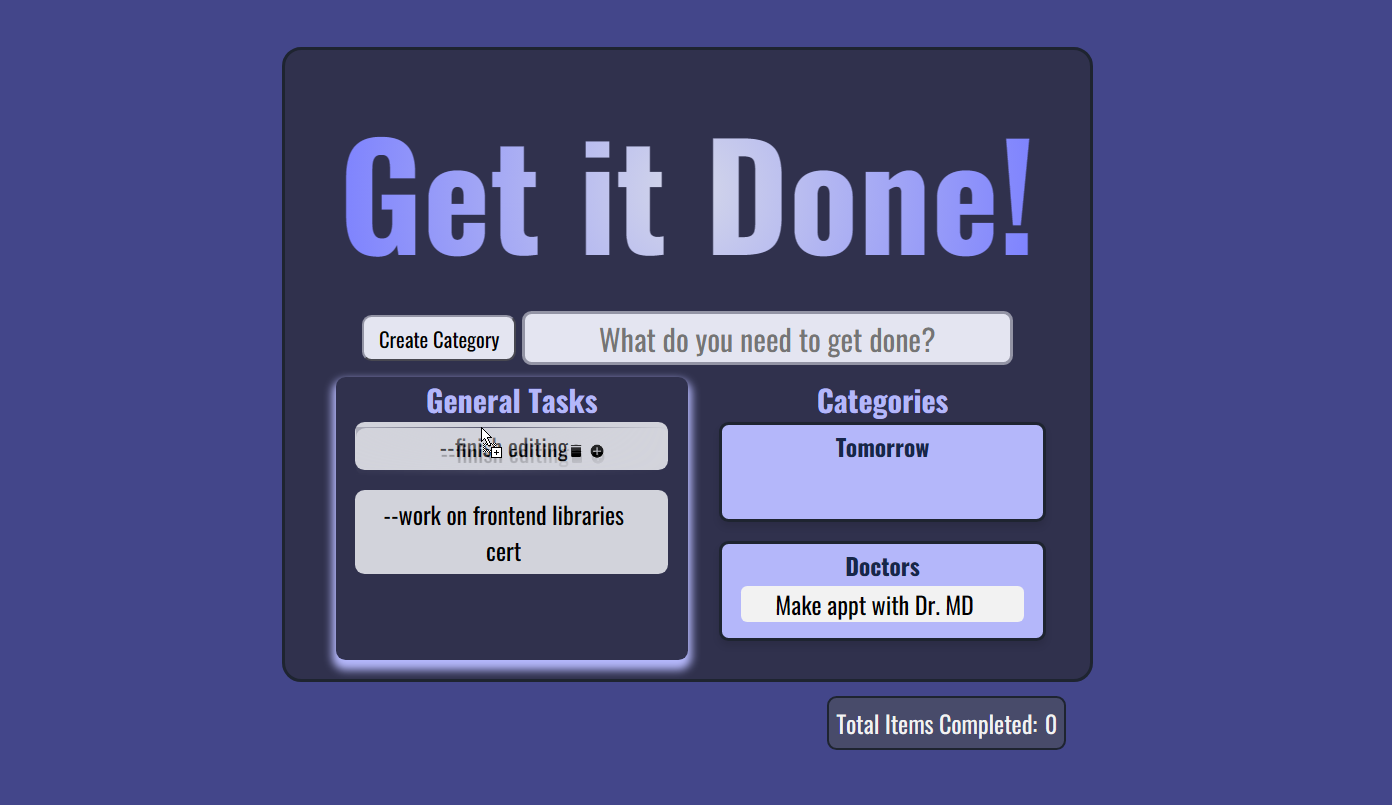 Get it Done!
Create Category
What do you need to get done?
General Tasks
Categories
--finish editing
--work on frontend libraries
cert
Tomorrow
Doctors
Make appt with Dr. MD
Total Items Completed: 0